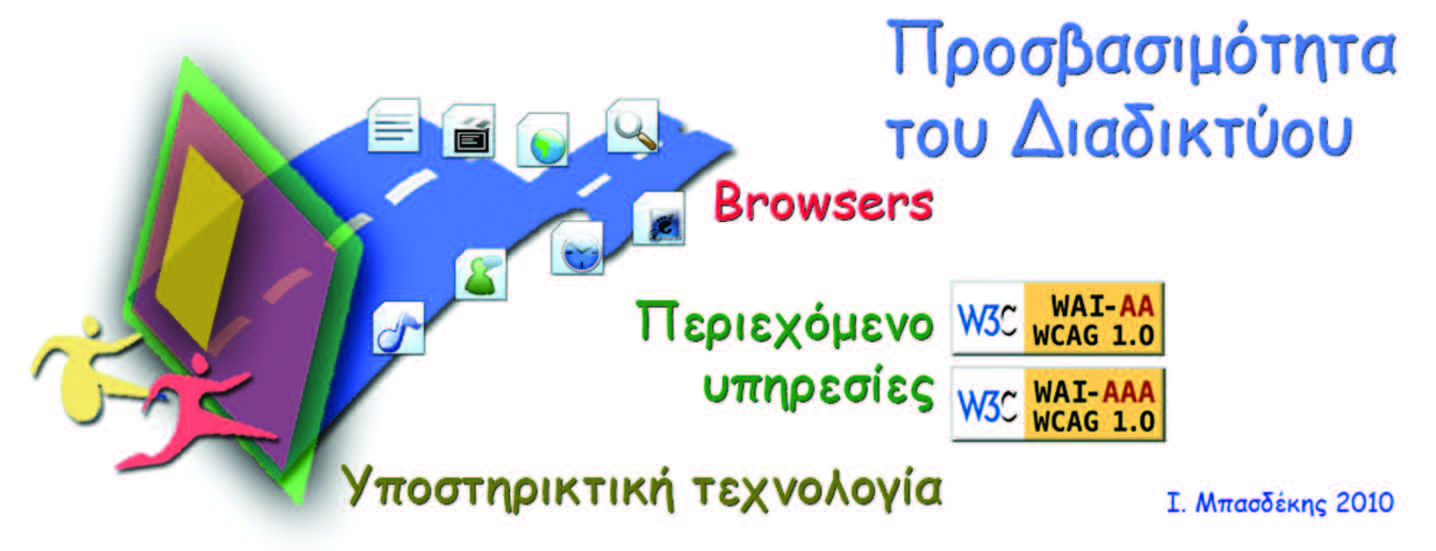 Προσβασιμότητα
του Διαδικτύου
Browsers
Περιεχόμενο
υπηρεσίες
W3C WAI-AA
WCAG 1.0
W3C WAI-AAA
WCAG 1.0
Υποστηρικτική τεχνολογία
Ι. Μπασδέκης 2010